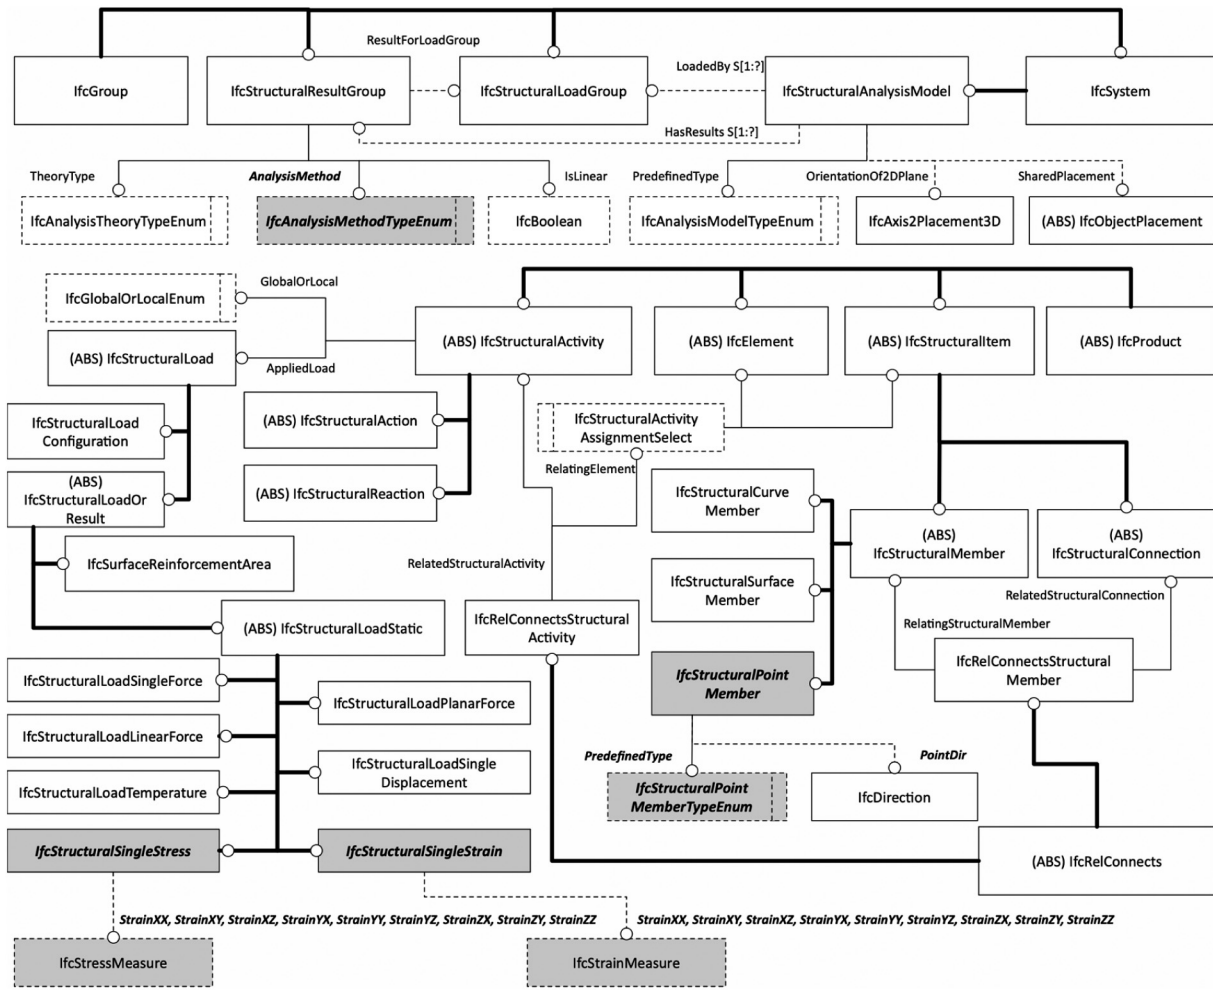 ResultForLoadGroup
IfcGroup
IfcStructuralResultGroup
IfcStructuralLoadGroup
LoadedBy S[1:?]
IfcStructuralAnalysisModel
IfcSystem
HasResults S[1:?]
TheoryType
AnalysisMethod
IsLinear
PredefinedType
OrientationOf2DPlane
SharedPlacement
IfcAnalysisTheoryTypeEnum
IfcAnalysisMethodTypeEnum
IfcBoolean
IfcAnalysisModelTypeEnum
IfcAxis2Placement3D
(ABS) IfcObjectPlacement
GlobalOrLocal
IfcGlobalOrLocalEnum
(ABS) IfcStructuralLoad
AppliedLoad
(ABS) IfcStructuralActivity
(ABS) IfcElement
(ABS) IfcStructuralItem
(ABS) IfcProduct
IfcStructuralLoad
Configuration
(ABS) IfcStructuralAction
IfcStructuralActivity
AssignmentSelect
RelatingElement
(ABS)
IfcStructuralLoadOr
Result
(ABS) IfcStructuralReaction
IfcStructuralCurve
Member
(ABS)
IfcStructuralMember
(ABS)
IfcStructuralConnection
IfcSurfaceReinforcementArea
RelatedStructuralActivity
IfcStructuralSurface
Member
RelatedStructuralConnection
(ABS) IfcStructuralLoadStatic
IfcRelConnectsStructural
Activity
RelatingStructuralMember
IfcRelConnectsStructural
Member
IfcStructuralLoadSingleForce
IfcStructuralLoadPlanarForce
IfcStructuralPoint
Member
IfcStructuralLoadLinearForce
IfcStructuralLoadSingle
Displacement
PredefinedType
PointDir
IfcStructuralLoadTemperature
IfcStructuralPoint
MemberTypeEnum
IfcDirection
IfcStructuralSingleStress
IfcStructuralSingleStrain
(ABS) IfcRelConnects
StrainXX, StrainXY, StrainXZ, StrainYX, StrainYY, StrainYZ, StrainZX, StrainZY, StrainZZ
StrainXX, StrainXY, StrainXZ, StrainYX, StrainYY, StrainYZ, StrainZX, StrainZY, StrainZZ
IfcStressMeasure
IfcStrainMeasure